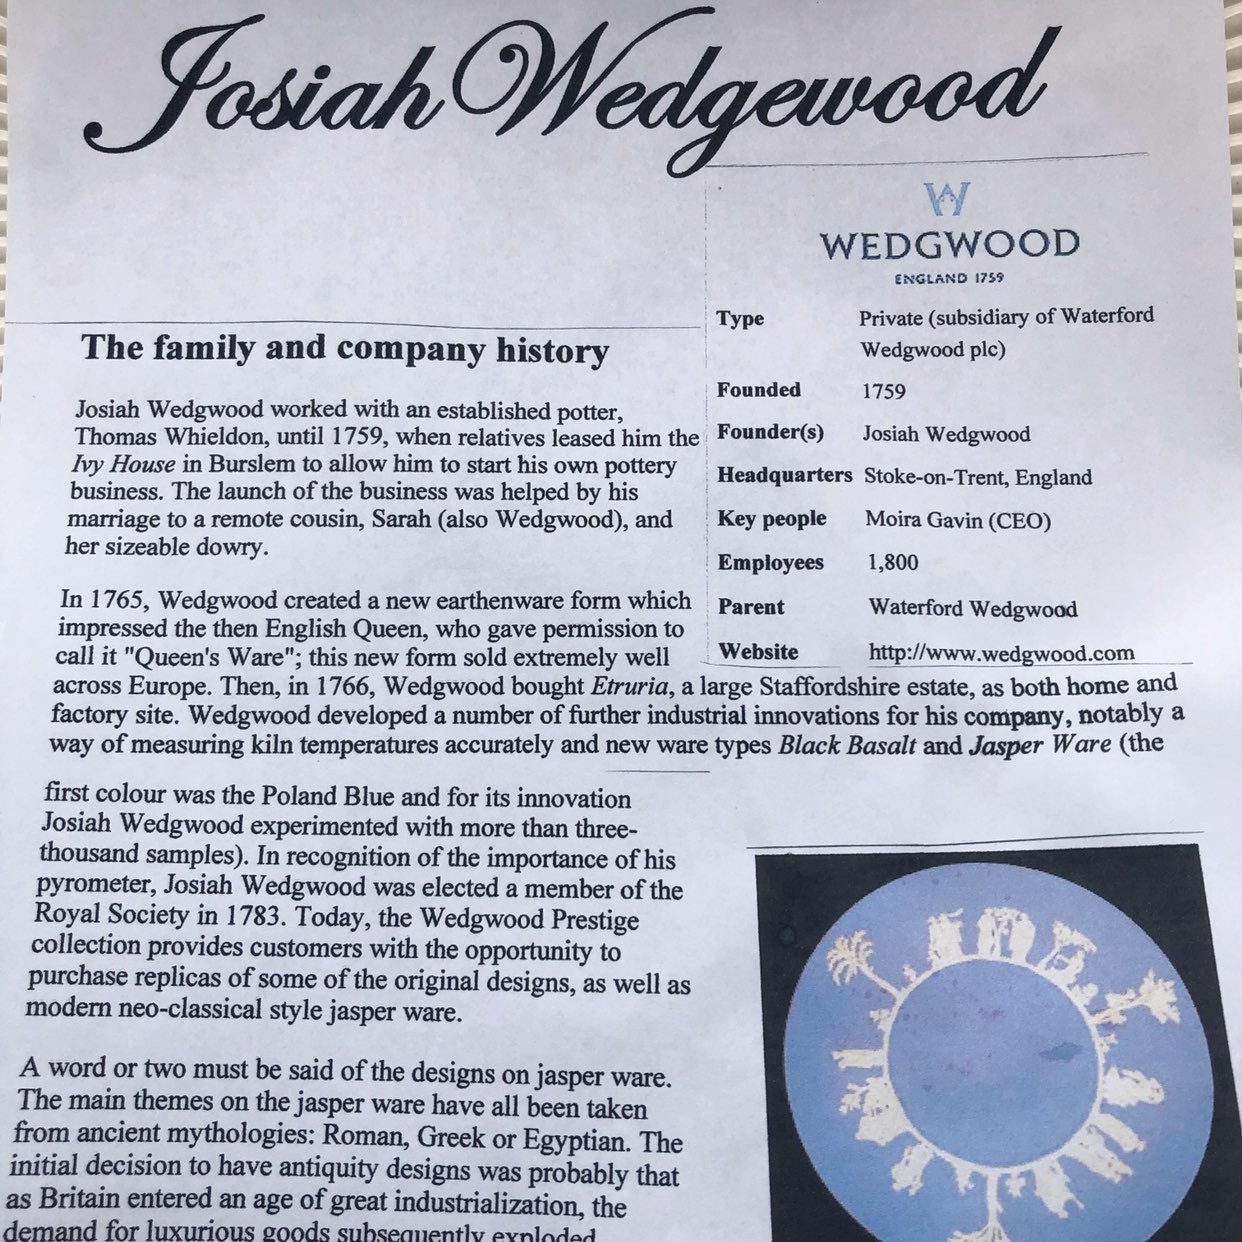 Josiah Wedgewood
W
WEDGWOOD
ENGLAND 1759
Type Private (subsidiary of Waterford
Wedgwood plc)
Founded 1759
Founder(s) Josiah Wedgwood
Headquarters Stoke-on-Trent, England
Key people Moira Gavin (CEO)
Employees 1,800
Parent Waterford Wedgwood
Website http://www.wedgwood.com
The family and company history
Josiah Wedgwood worked with an established potter,
Thomas Whieldon, until 1759, when relatives leased him the
Ivy House in Burslem to allow him to start his own pottery
business. The launch of the business was helped by his
marriage to a remote cousin, Sarah (also Wedgwood), and
her sizeable dowry.
In 1765, Wedgwood created a new earthenware form which
impressed the then English Queen, who gave permission to
call it "Queen's Ware"; this new form sold extremely well
across Europe. Then, in 1766, Wedgwood bought Etruria, a large Staffordshire estate, as both home and
factory site. Wedgwood developed a number of further industrial innovations for his company, notably a
way of measuring kiln temperatures accurately and new ware types Black Basalt and Jasper Ware (the
first colour was the Poland Blue and for its innovation
Josiah Wedgwood experimented with more than three-
thousand samples). In recognition of the importance of his
pyrometer, Josiah Wedgwood was elected a member of the
Royal Society in 1783. Today, the Wedgwood Prestige
collection provides customers with the opportunity to
purchase replicas of some of the original designs, as well as
modern neo-classical style jasper ware.
A word or two must be said of the designs on jasper ware.
The main themes on the jasper ware have all been taken
from ancient mythologies: Roman, Greek or Egyptian. The
initial decision to have antiquity designs was probably that
as Britain entered an age of great industrialization, the
demand for luxurious goods subsequently exploded